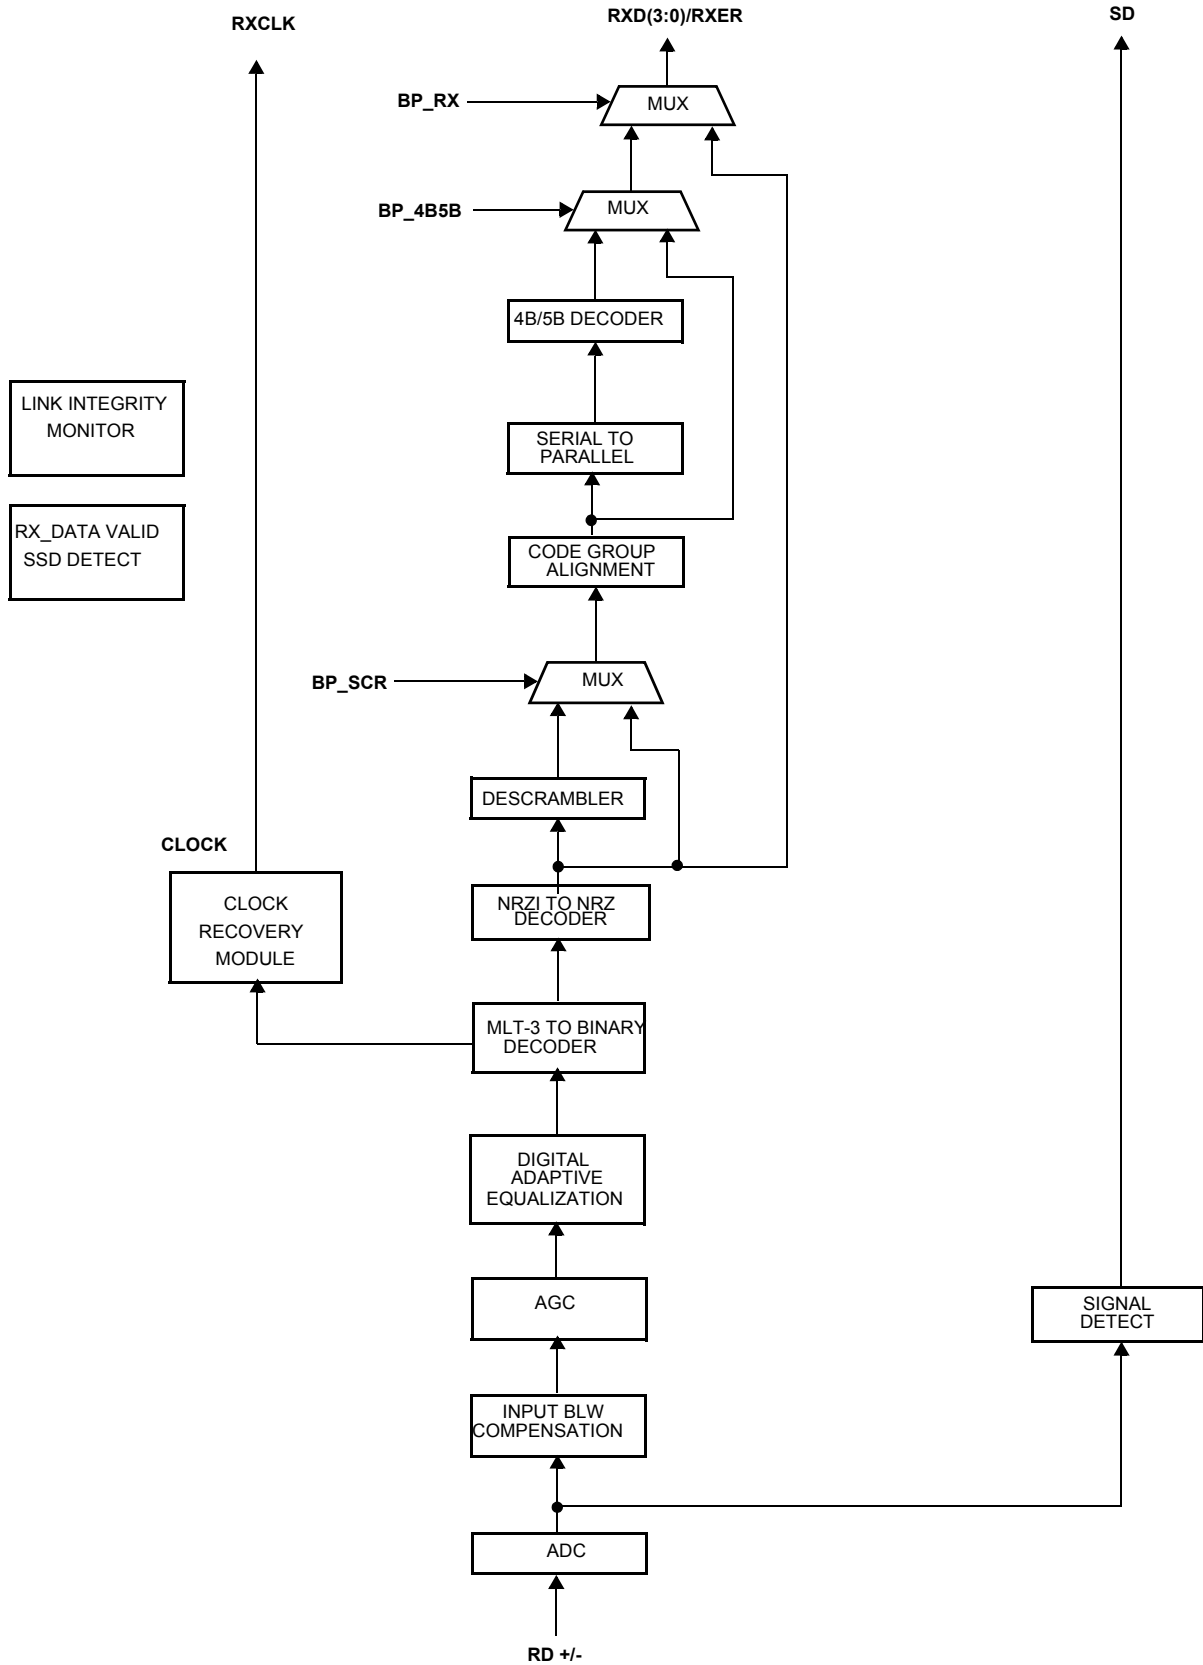 RXCLK
RXD(3:0)/RXER
SD
BP_RX
MUX
BP_4B5B
MUX
4B/5B DECODER
LINK INTEGRITY
MONITOR
SERIAL TO
PARALLEL
RX_DATA VALID
SSD DETECT
CODE GROUP
ALIGNMENT
BP_SCR
MUX
DESCRAMBLER
CLOCK
CLOCK
RECOVERY
MODULE
NRZI TO NRZ
DECODER
MLT-3 TO BINARY
DECODER
DIGITAL
ADAPTIVE
EQUALIZATION
AGC
SIGNAL
DETECT
INPUT BLW
COMPENSATION
ADC
RD +/-